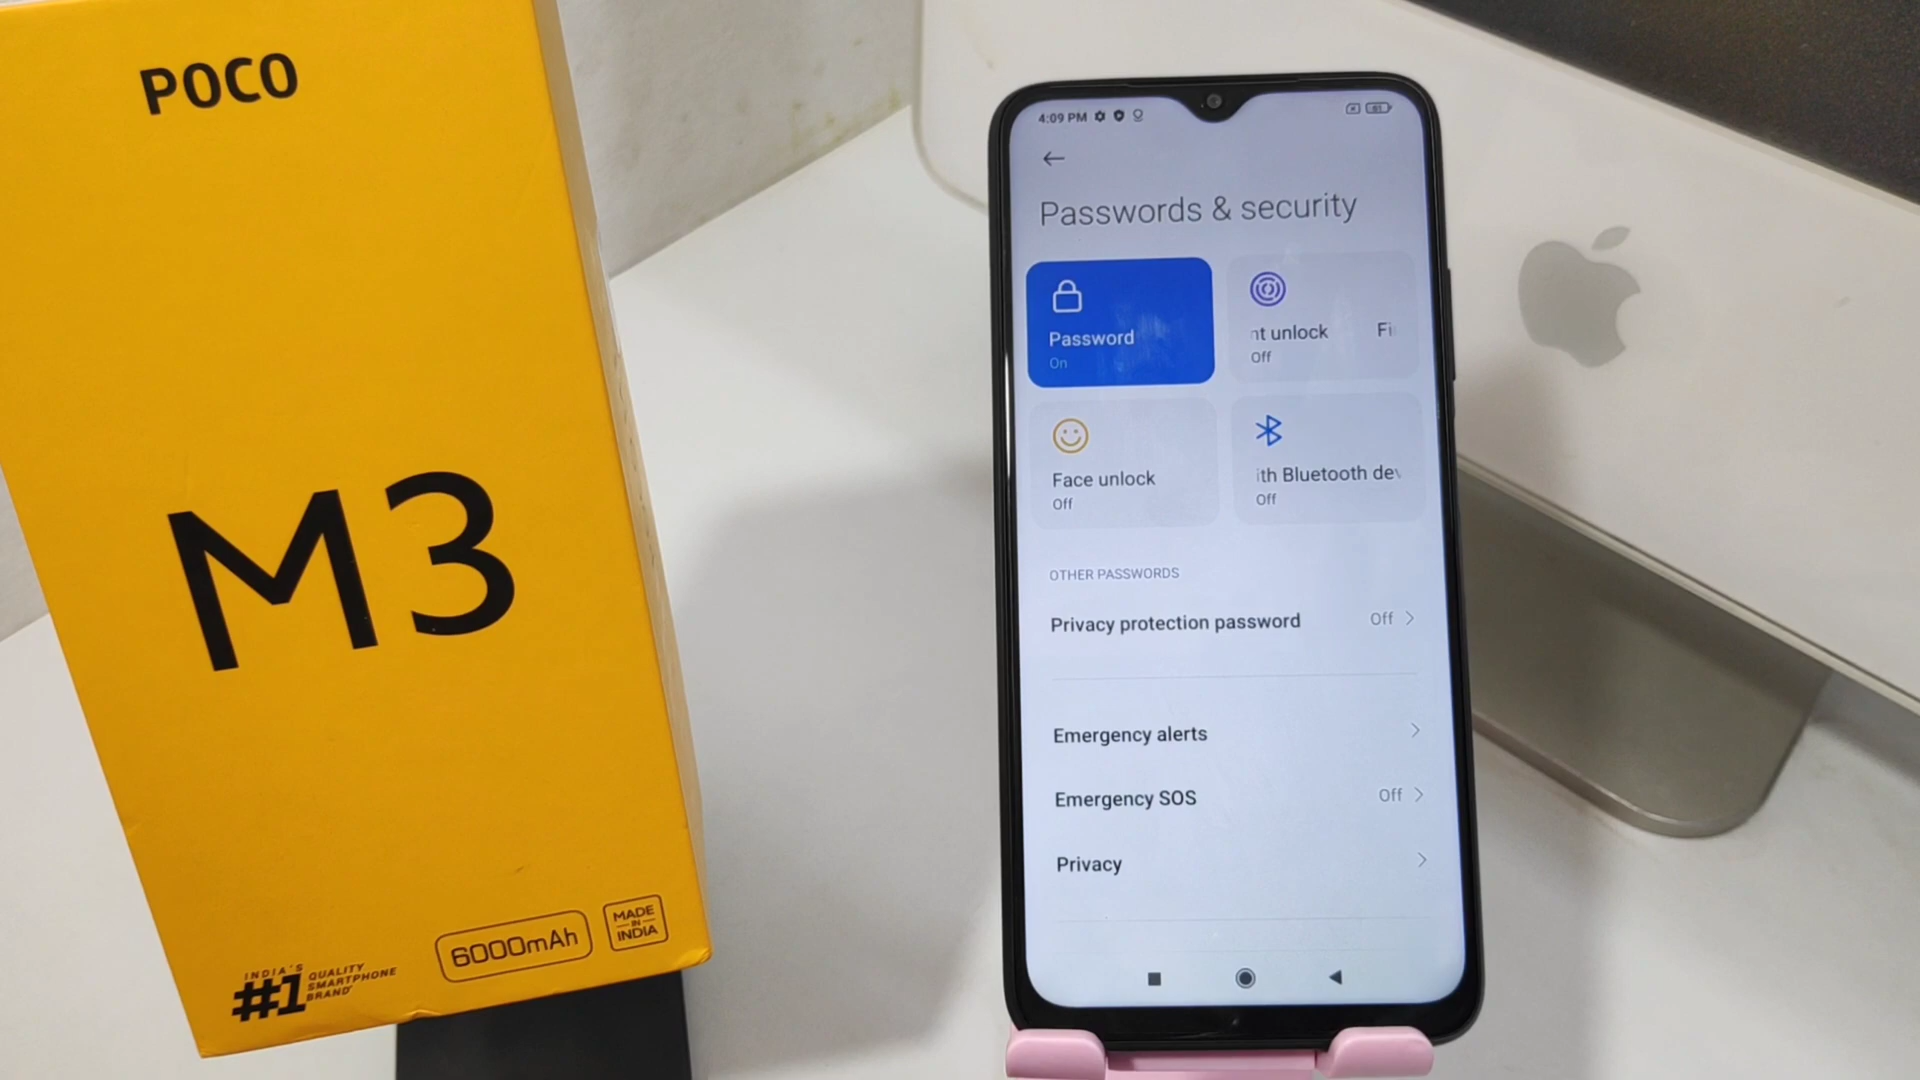 POCO
M3
6000mAh
MADE
IN
INDIA
INDIA'S
#1
QUALITY
SMARTPHONE
BRAND
4:09 PM
61
Passwords & security
Password
On
nt unlock Fi
Off
Face unlock
Off
ith Bluetooth dev
Off
OTHER PASSWORDS
Privacy protection password Off
Emergency alerts
Emergency SOS Off
Privacy